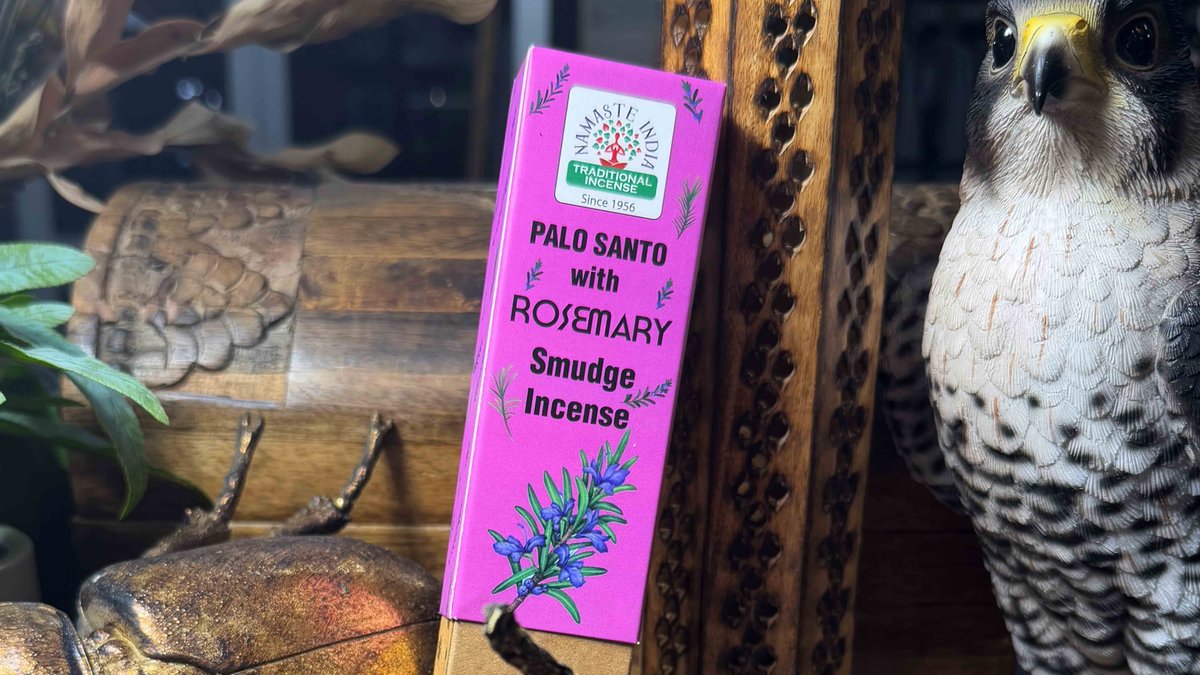 NAMASTE INDIA
TRADITIONAL
INCENSE
Since 1956
PALO SANTO
with
ROSEMARY
Smudge
Incense